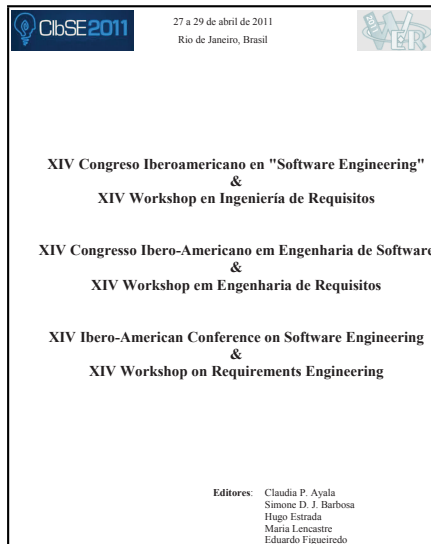 CIbSE2011
27 a 29 de abril de 2011
Rio de Janeiro, Brasil
2011
WER
XIV Congreso Iberoamericano en "Software Engineering"
&
XIV Workshop en Ingeniería de Requisitos
XIV Congresso Ibero-Americano em Engenharia de Software
&
XIV Workshop em Engenharia de Requisitos
XIV Ibero-American Conference on Software Engineering
&
XIV Workshop on Requirements Engineering
Editores: Claudia P. Ayala
Simone D. J. Barbosa
Hugo Estrada
Maria Lencastre
Eduardo Figueiredo